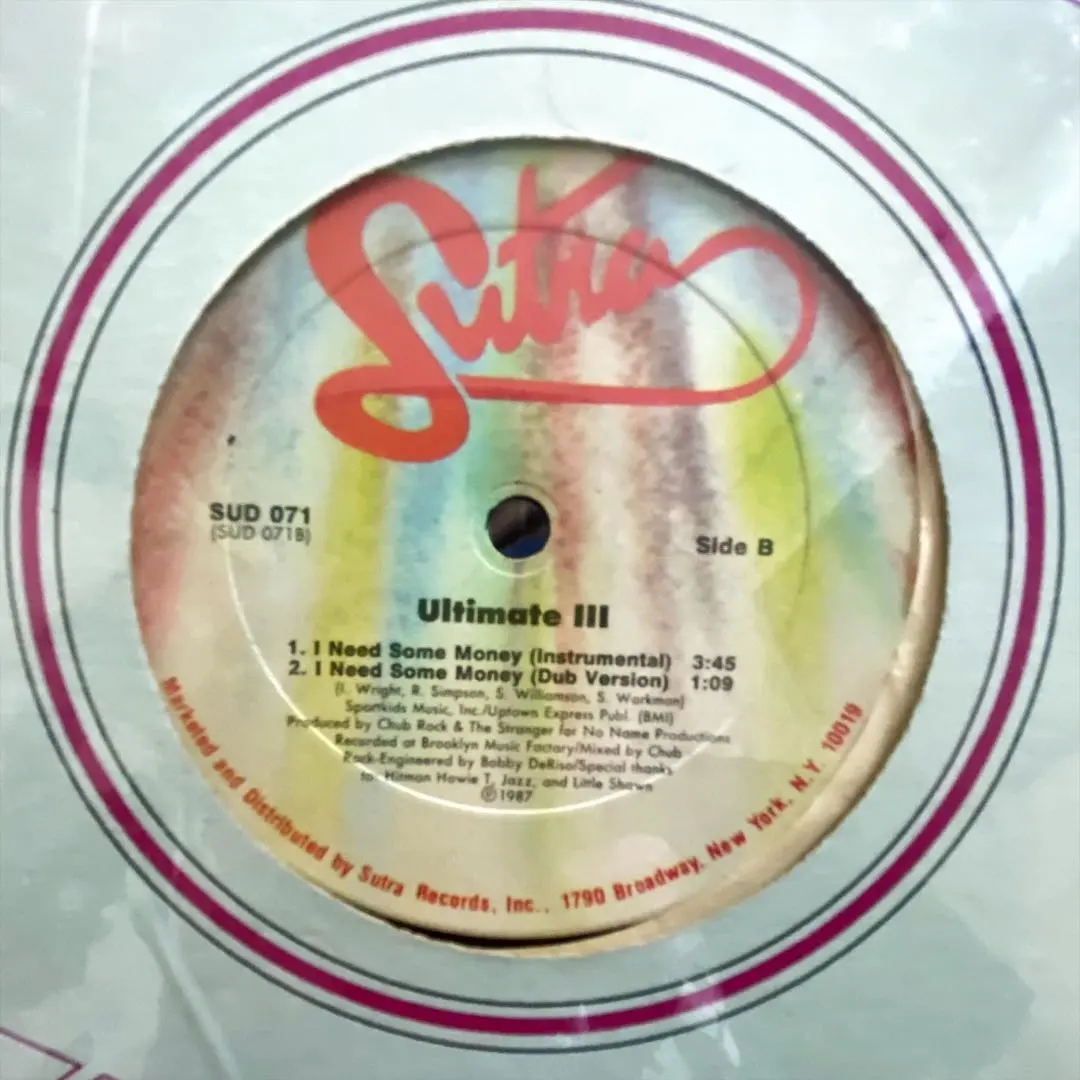 Sutra
SUD 071
(SUD 071B)
Side B
Ultimate III
1. I Need Some Money (Instrumental) 3:45
2. I Need Some Money (Dub Version) 1:09
(I. Wright, R. Simpson, S. Williamson, S. Workman)
Sportkids Music, Inc./Uptown Express Publ. (BMI)
Produced by Chub Rock & The Stranger for No Name Productions
Recorded at Brooklyn Music Factory/Mixed by Chub
Rock-Engineered by Bobby DeRiso/Special thanks
to: Hitman Howie T, Jazz, and Little Shawn
℗1987
Marketed and Distributed by Sutra Records, Inc., 1790 Broadway, New York, N.Y. 10019